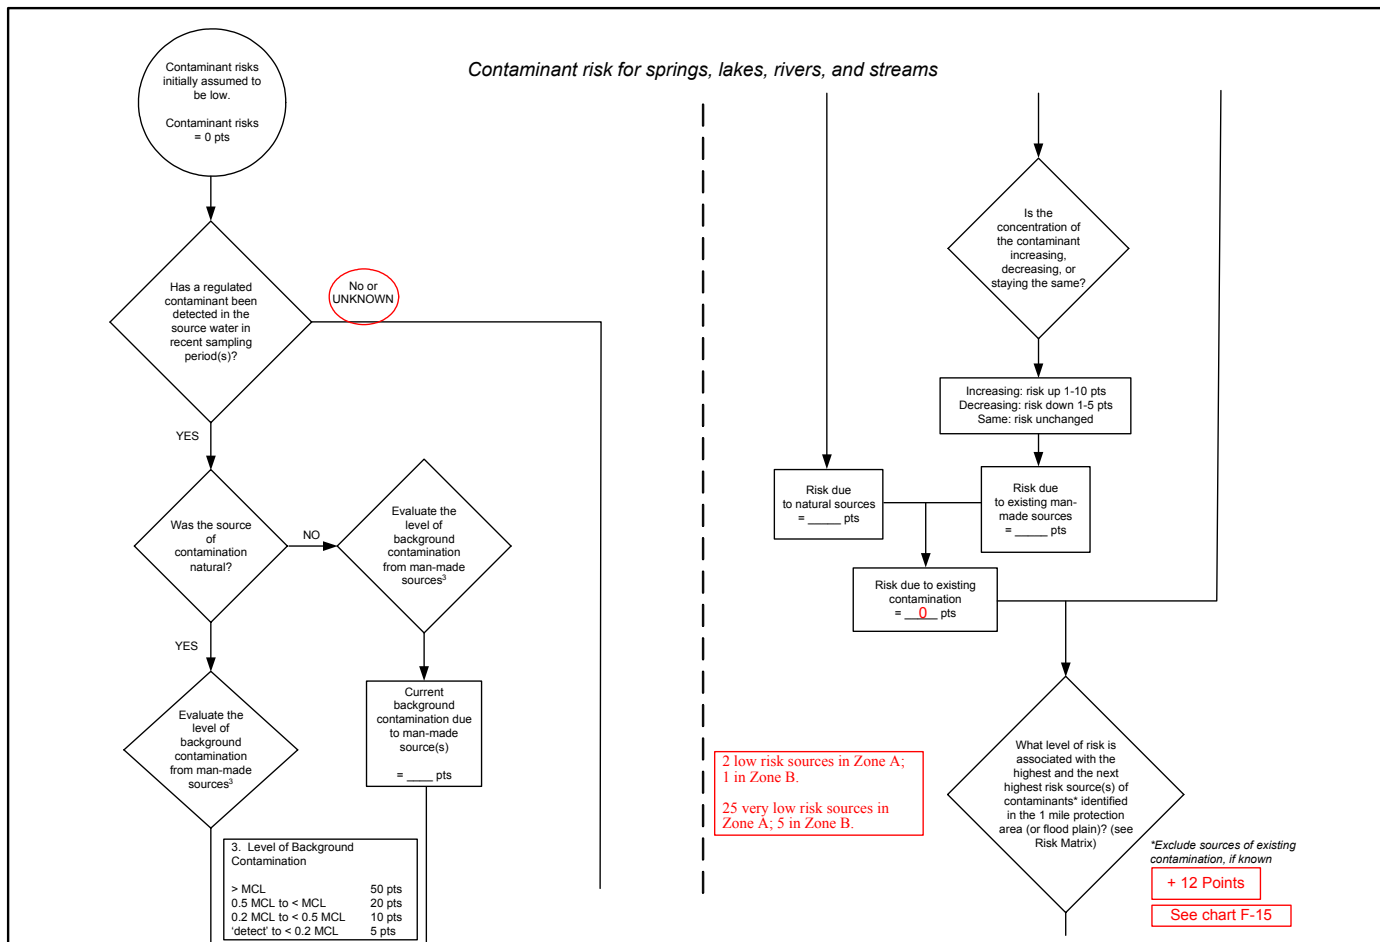 Contaminant risk for springs, lakes, rivers, and streams
Contaminant risks
initially assumed to
be low.
Contaminant risks
= 0 pts
Has a regulated
contaminant been
detected in the
source water in
recent sampling
period(s)?
No or
UNKNOWN
YES
Was the source
of
contamination
natural?
NO
Evaluate the
level of
background
contamination
from man-made
sources3
YES
Evaluate the
level of
background
contamination
from man-made
sources3
Current
background
contamination due
to man-made
source(s)
= ____ pts
3. Level of Background
Contamination
> MCL 50 pts
0.5 MCL to < MCL 20 pts
0.2 MCL to < 0.5 MCL 10 pts
'detect' to < 0.2 MCL 5 pts
Is the
concentration of
the contaminant
increasing,
decreasing, or
staying the same?
Increasing: risk up 1-10 pts
Decreasing: risk down 1-5 pts
Same: risk unchanged
Risk due
to natural sources
= _____ pts
Risk due
to existing man-
made sources
= ____ pts
Risk due to existing
contamination
= __0__ pts
2 low risk sources in Zone A;
1 in Zone B.
25 very low risk sources in
Zone A; 5 in Zone B.
What level of risk is
associated with the
highest and the next
highest risk source(s) of
contaminants* identified
in the 1 mile protection
area (or flood plain)? (see
Risk Matrix)
*Exclude sources of existing
contamination, if known
+ 12 Points
See chart F-15